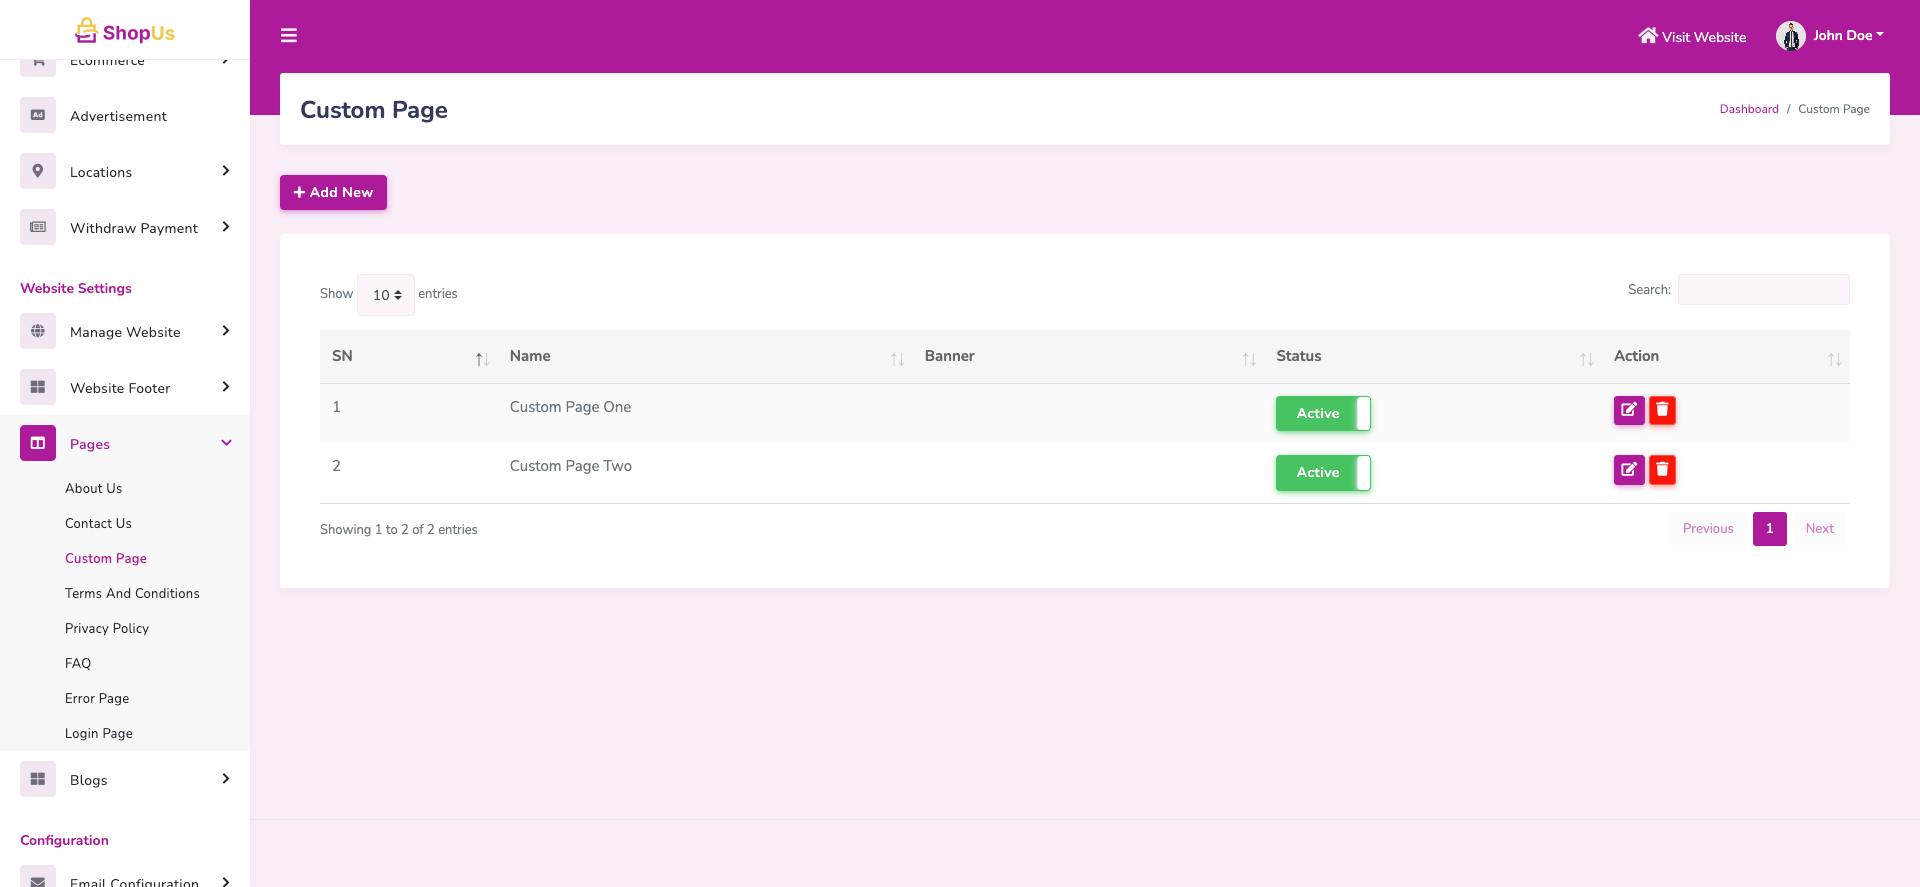 ShopUs
Ecommerce
Advertisement
Locations
Withdraw Payment
Website Settings
Manage Website
Website Footer
Pages
About Us
Contact Us
Custom Page
Terms And Conditions
Privacy Policy
FAQ
Error Page
Login Page
Blogs
Configuration
Email Configuration
Visit Website
John Doe
Custom Page
Dashboard / Custom Page
Add New
Show 10 entries
Search:
SN Name Banner Status Action
1 Custom Page One Active
2 Custom Page Two Active
Showing 1 to 2 of 2 entries
Previous 1 Next